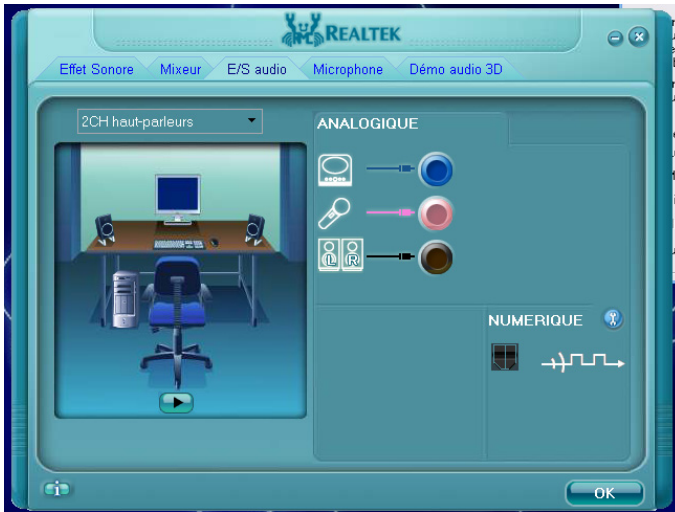 REALTEK
Effet Sonore Mixeur E/S audio Microphone Démo audio 3D
2CH haut-parleurs
ANALOGIQUE
L R
NUMERIQUE
i
OK